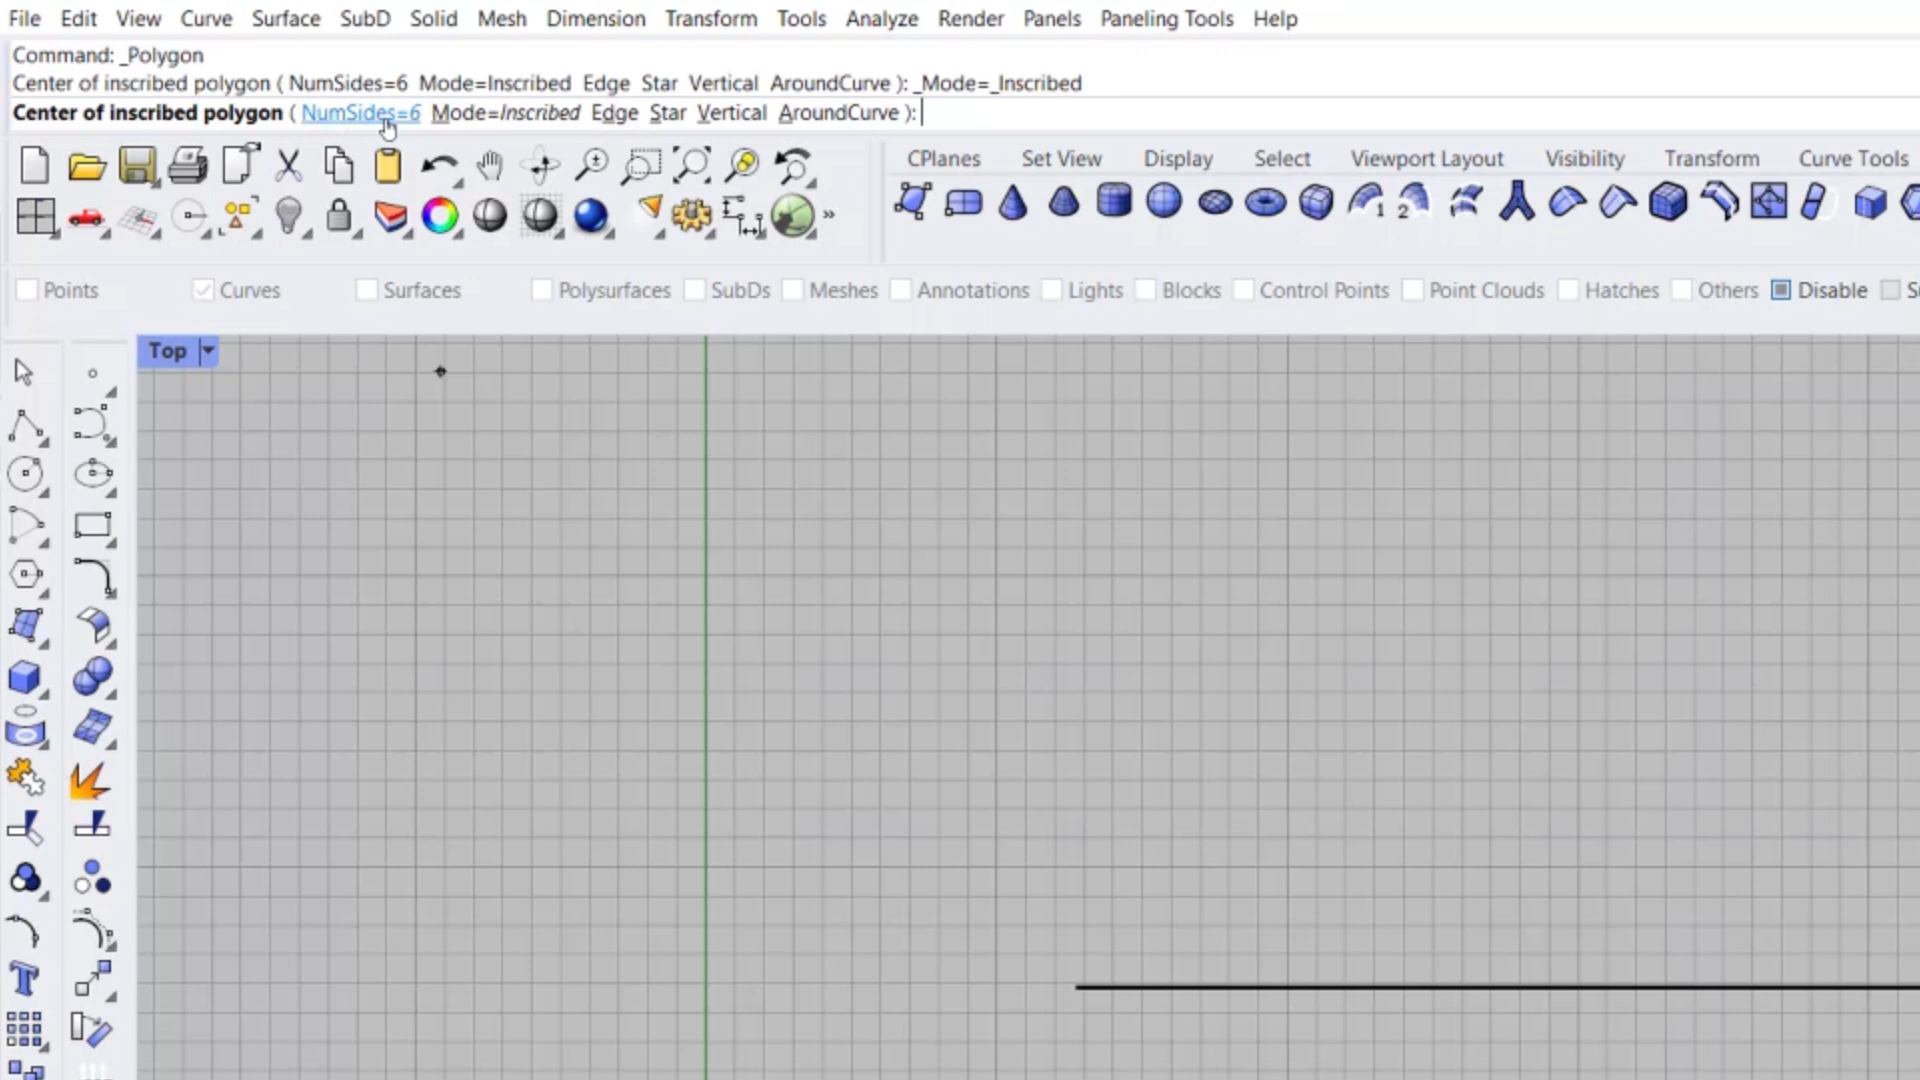 File Edit View Curve Surface SubD Solid Mesh Dimension Transform Tools Analyze Render Panels Paneling Tools Help
Command: _Polygon
Center of inscribed polygon ( NumSides=6 Mode=Inscribed Edge Star Vertical AroundCurve ): _Mode=_Inscribed
Center of inscribed polygon ( NumSides=6 Mode=Inscribed Edge Star Vertical AroundCurve ):
CPlanes Set View Display Select Viewport Layout Visibility Transform Curve Tools
1 2
Points Curves Surfaces Polysurfaces SubDs Meshes Annotations Lights Blocks Control Points Point Clouds Hatches Others Disable
Top